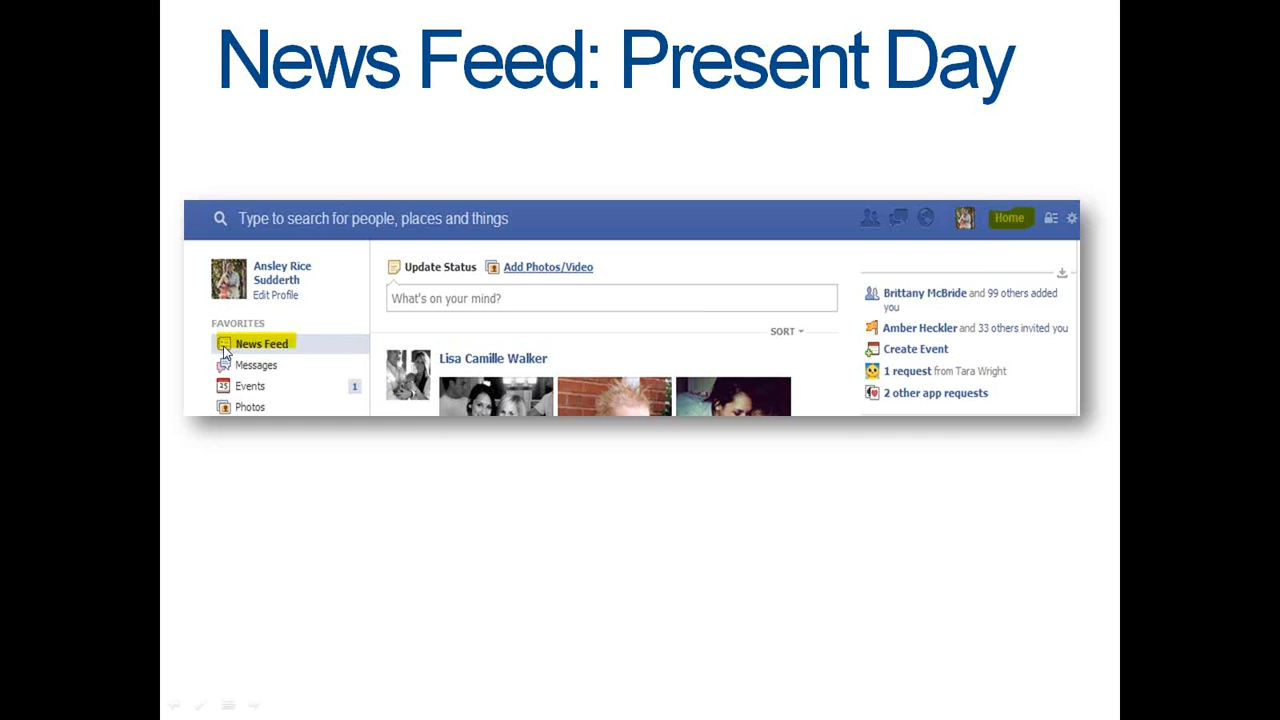 News Feed: Present Day
Type to search for people, places and things
Home
Ansley Rice
Sudderth
Edit Profile
FAVORITES
News Feed
Messages
25 Events 1
Photos
Update Status Add Photos/Video
What's on your mind?
SORT
Lisa Camille Walker
Brittany McBride and 99 others added
you
Amber Heckler and 33 others invited you
Create Event
1 request from Tara Wright
2 other app requests